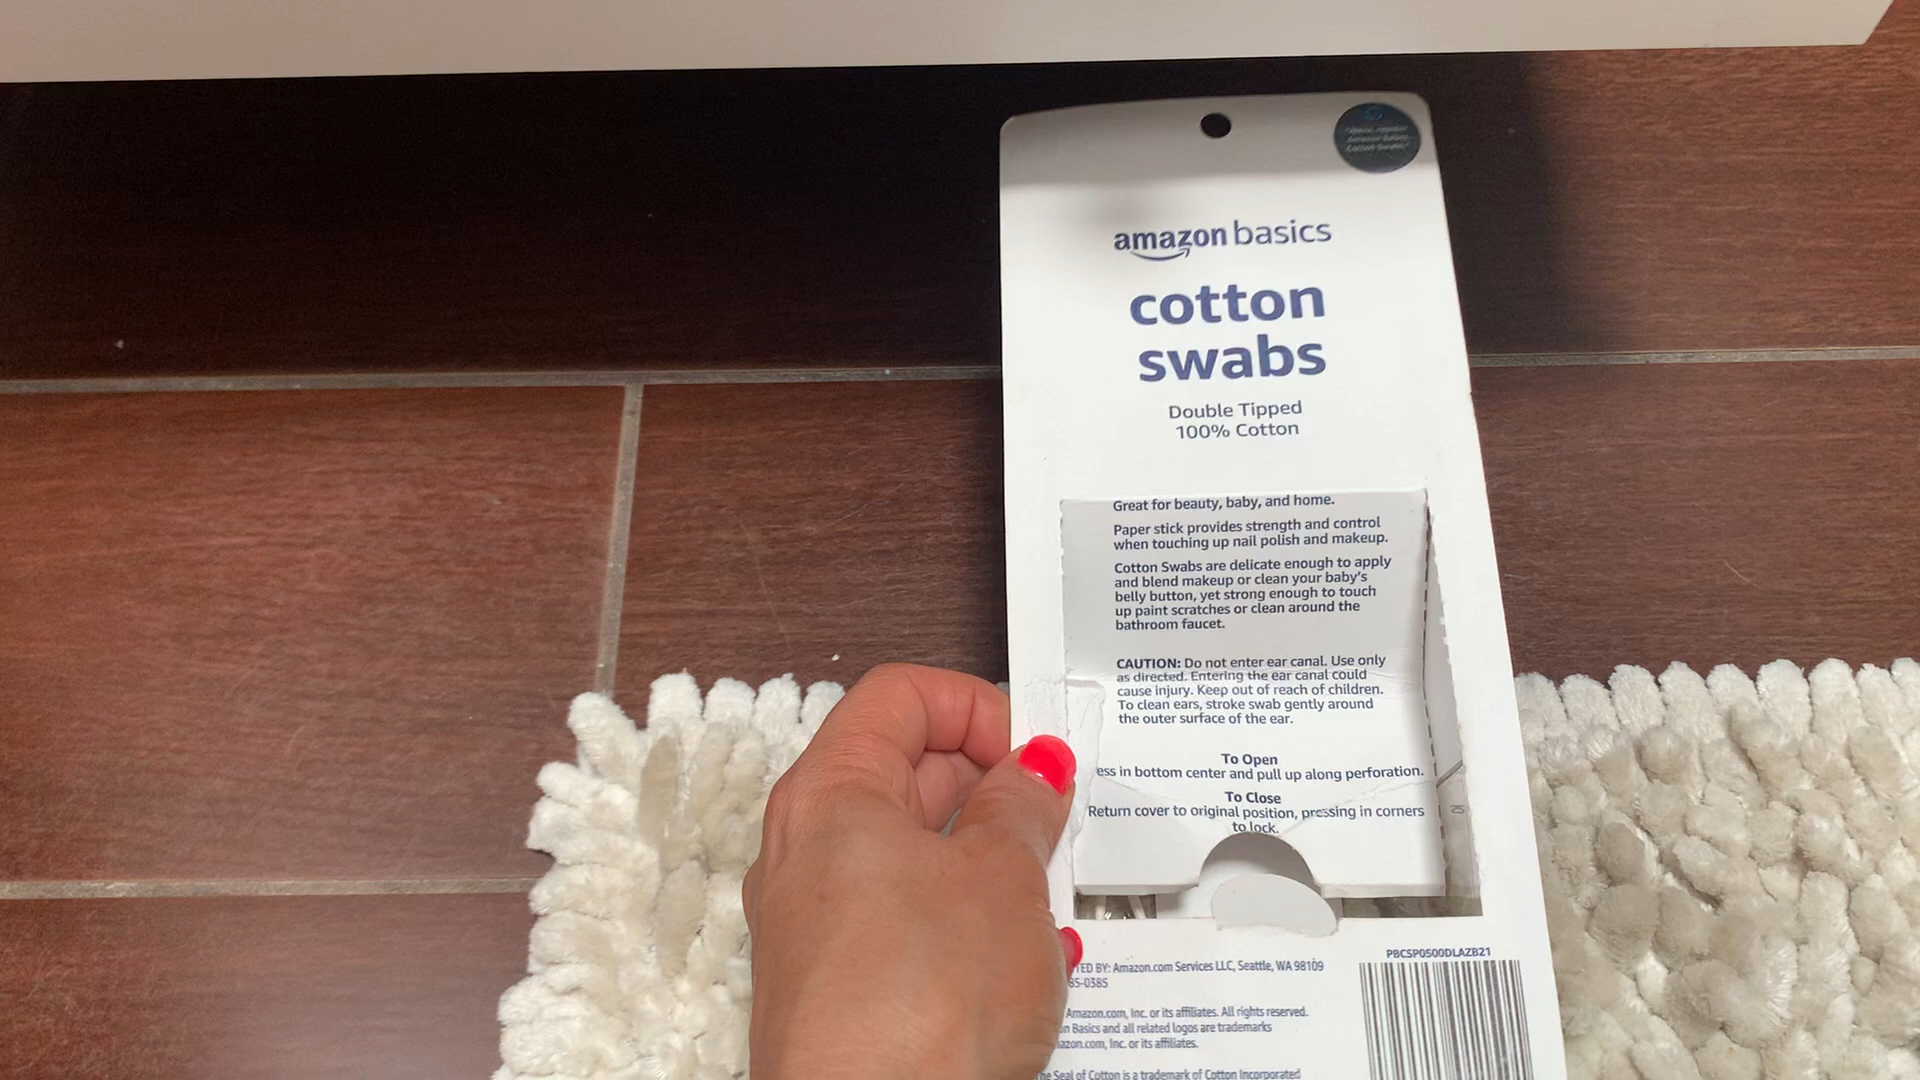 amazon basics
cotton
swabs
Double Tipped
100% Cotton
Great for beauty, baby, and home.
Paper stick provides strength and control
when touching up nail polish and makeup.
Cotton Swabs are delicate enough to apply
and blend makeup or clean your baby's
belly button, yet strong enough to touch
up paint scratches or clean around the
bathroom faucet.
CAUTION: Do not enter ear canal. Use only
as directed. Entering the ear canal could
cause injury. Keep out of reach of children.
To clean ears, stroke swab gently around
the outer surface of the ear.
To Open
ess in bottom center and pull up along perforation.
To Close
Return cover to original position, pressing in corners
to lock.
PBCSP0500DLAZB21
TED BY: Amazon.com Services LLC, Seattle, WA 98109
85-0385
Amazon.com, Inc. or its affiliates. All rights reserved.
n Basics and all related logos are trademarks
azon.com, Inc. or its affiliates.
he Seal of Cotton is a trademark of Cotton Incorporated